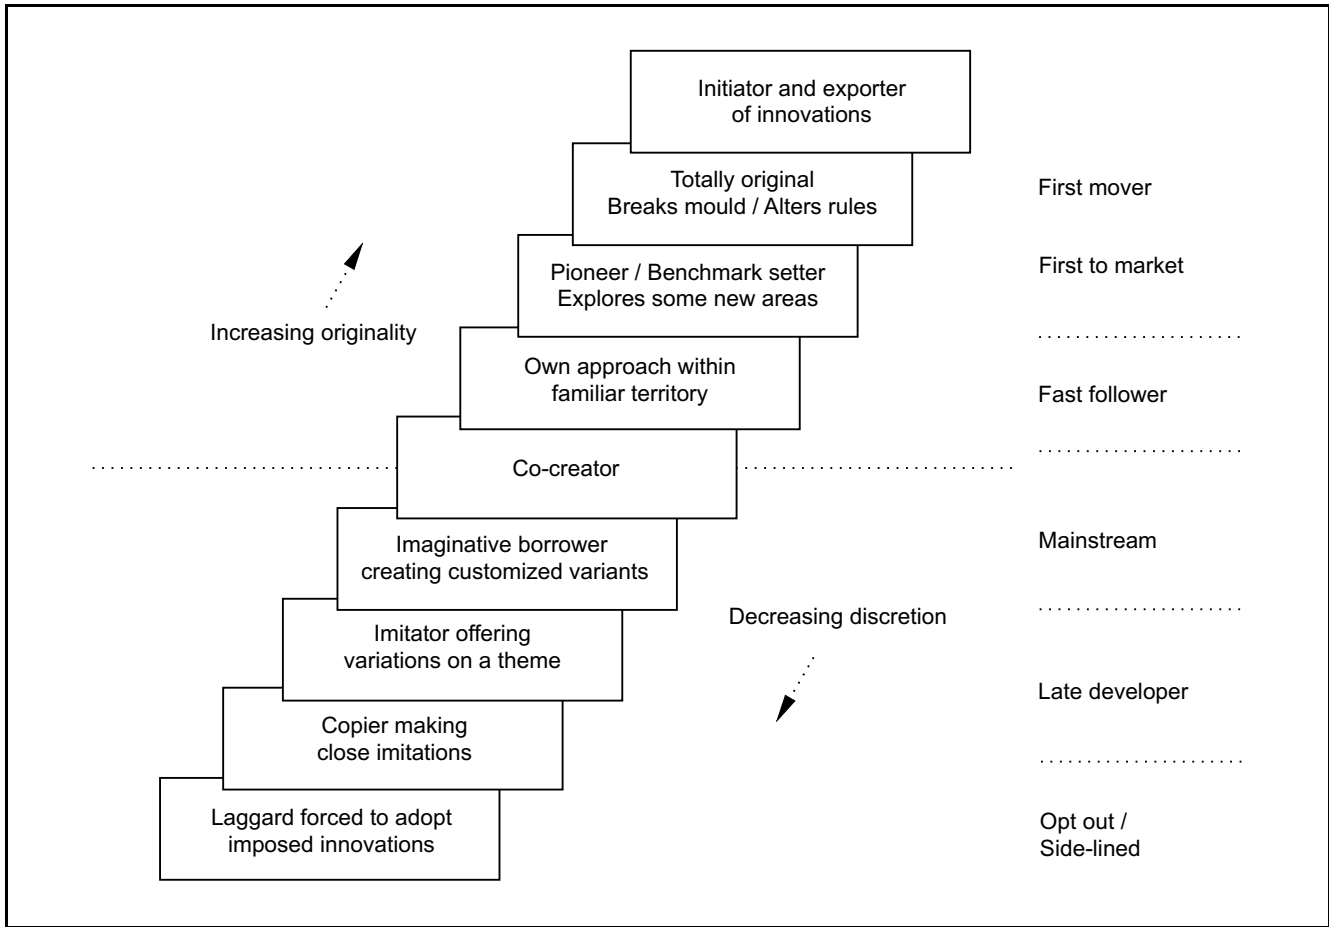 Initiator and exporter
of innovations
Totally original
Breaks mould / Alters rules
First mover
Pioneer / Benchmark setter
Explores some new areas
First to market
Increasing originality
Own approach within
familiar territory
Fast follower
Co-creator
Imaginative borrower
creating customized variants
Mainstream
Decreasing discretion
Imitator offering
variations on a theme
Late developer
Copier making
close imitations
Laggard forced to adopt
imposed innovations
Opt out /
Side-lined